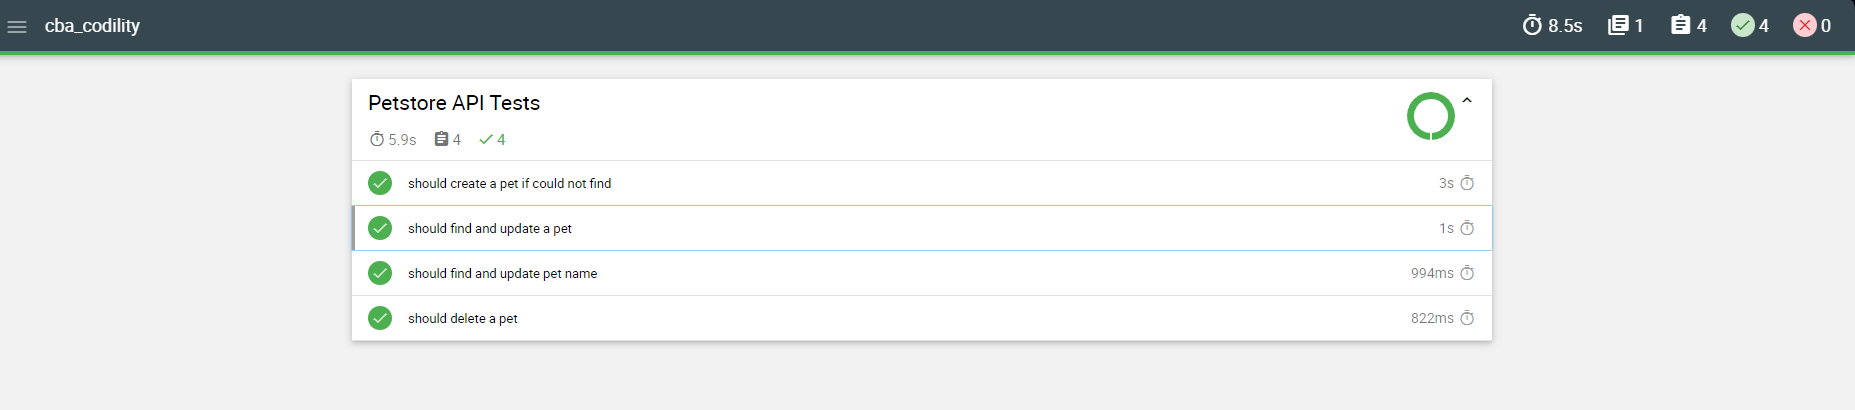 cba_codility 8.5s 1 4 4 0
Petstore API Tests
5.9s 4 4
should create a pet if could not find 3s
should find and update a pet 1s
should find and update pet name 994ms
should delete a pet 822ms